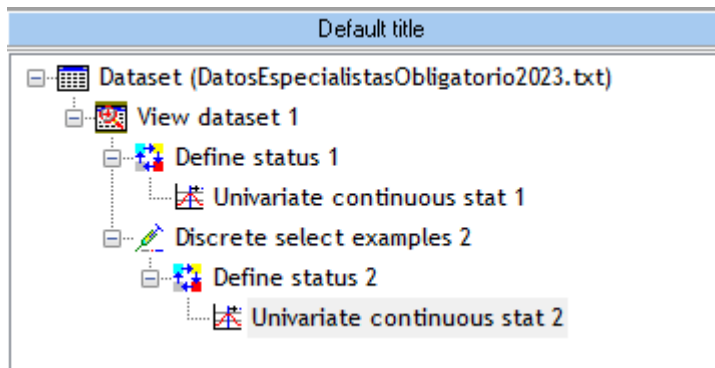 Default title
Dataset (DatosEspecialistasObligatorio2023.txt)
View dataset 1
Define status 1
Univariate continuous stat 1
Discrete select examples 2
Define status 2
Univariate continuous stat 2